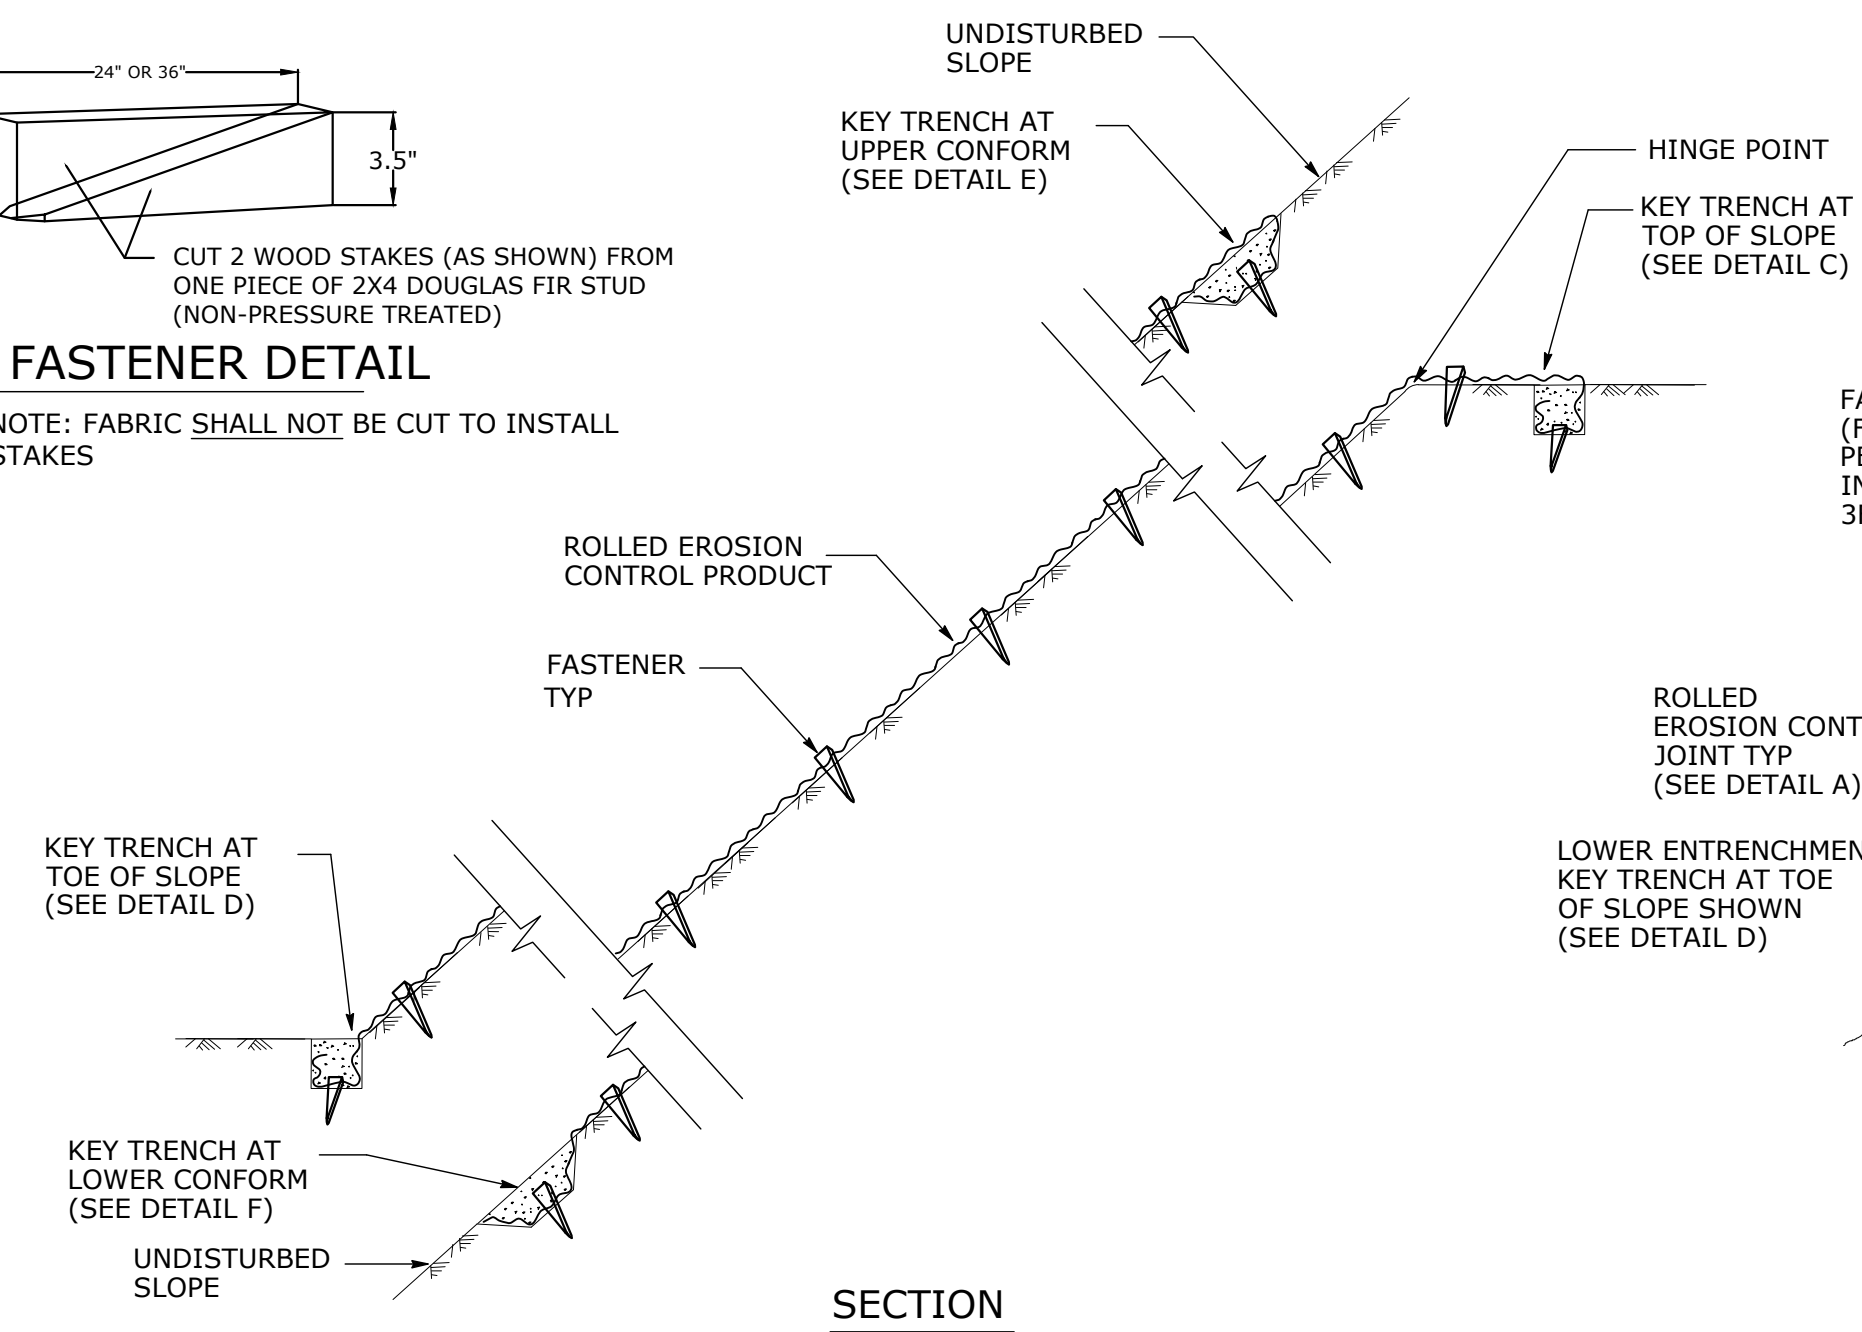 24" OR 36"
3.5"
CUT 2 WOOD STAKES (AS SHOWN) FROM
ONE PIECE OF 2X4 DOUGLAS FIR STUD
(NON-PRESSURE TREATED)
FASTENER DETAIL
NOTE: FABRIC SHALL NOT BE CUT TO INSTALL
STAKES
UNDISTURBED
SLOPE
KEY TRENCH AT
UPPER CONFORM
(SEE DETAIL E)
HINGE POINT
KEY TRENCH AT
TOP OF SLOPE
(SEE DETAIL C)
ROLLED EROSION
CONTROL PRODUCT
FASTENER
TYP
KEY TRENCH AT
TOE OF SLOPE
(SEE DETAIL D)
KEY TRENCH AT
LOWER CONFORM
(SEE DETAIL F)
UNDISTURBED
SLOPE
SECTION
ROLLED
EROSION CONT
JOINT TYP
(SEE DETAIL A)
LOWER ENTRENCHMEN
KEY TRENCH AT TOE
OF SLOPE SHOWN
(SEE DETAIL D)